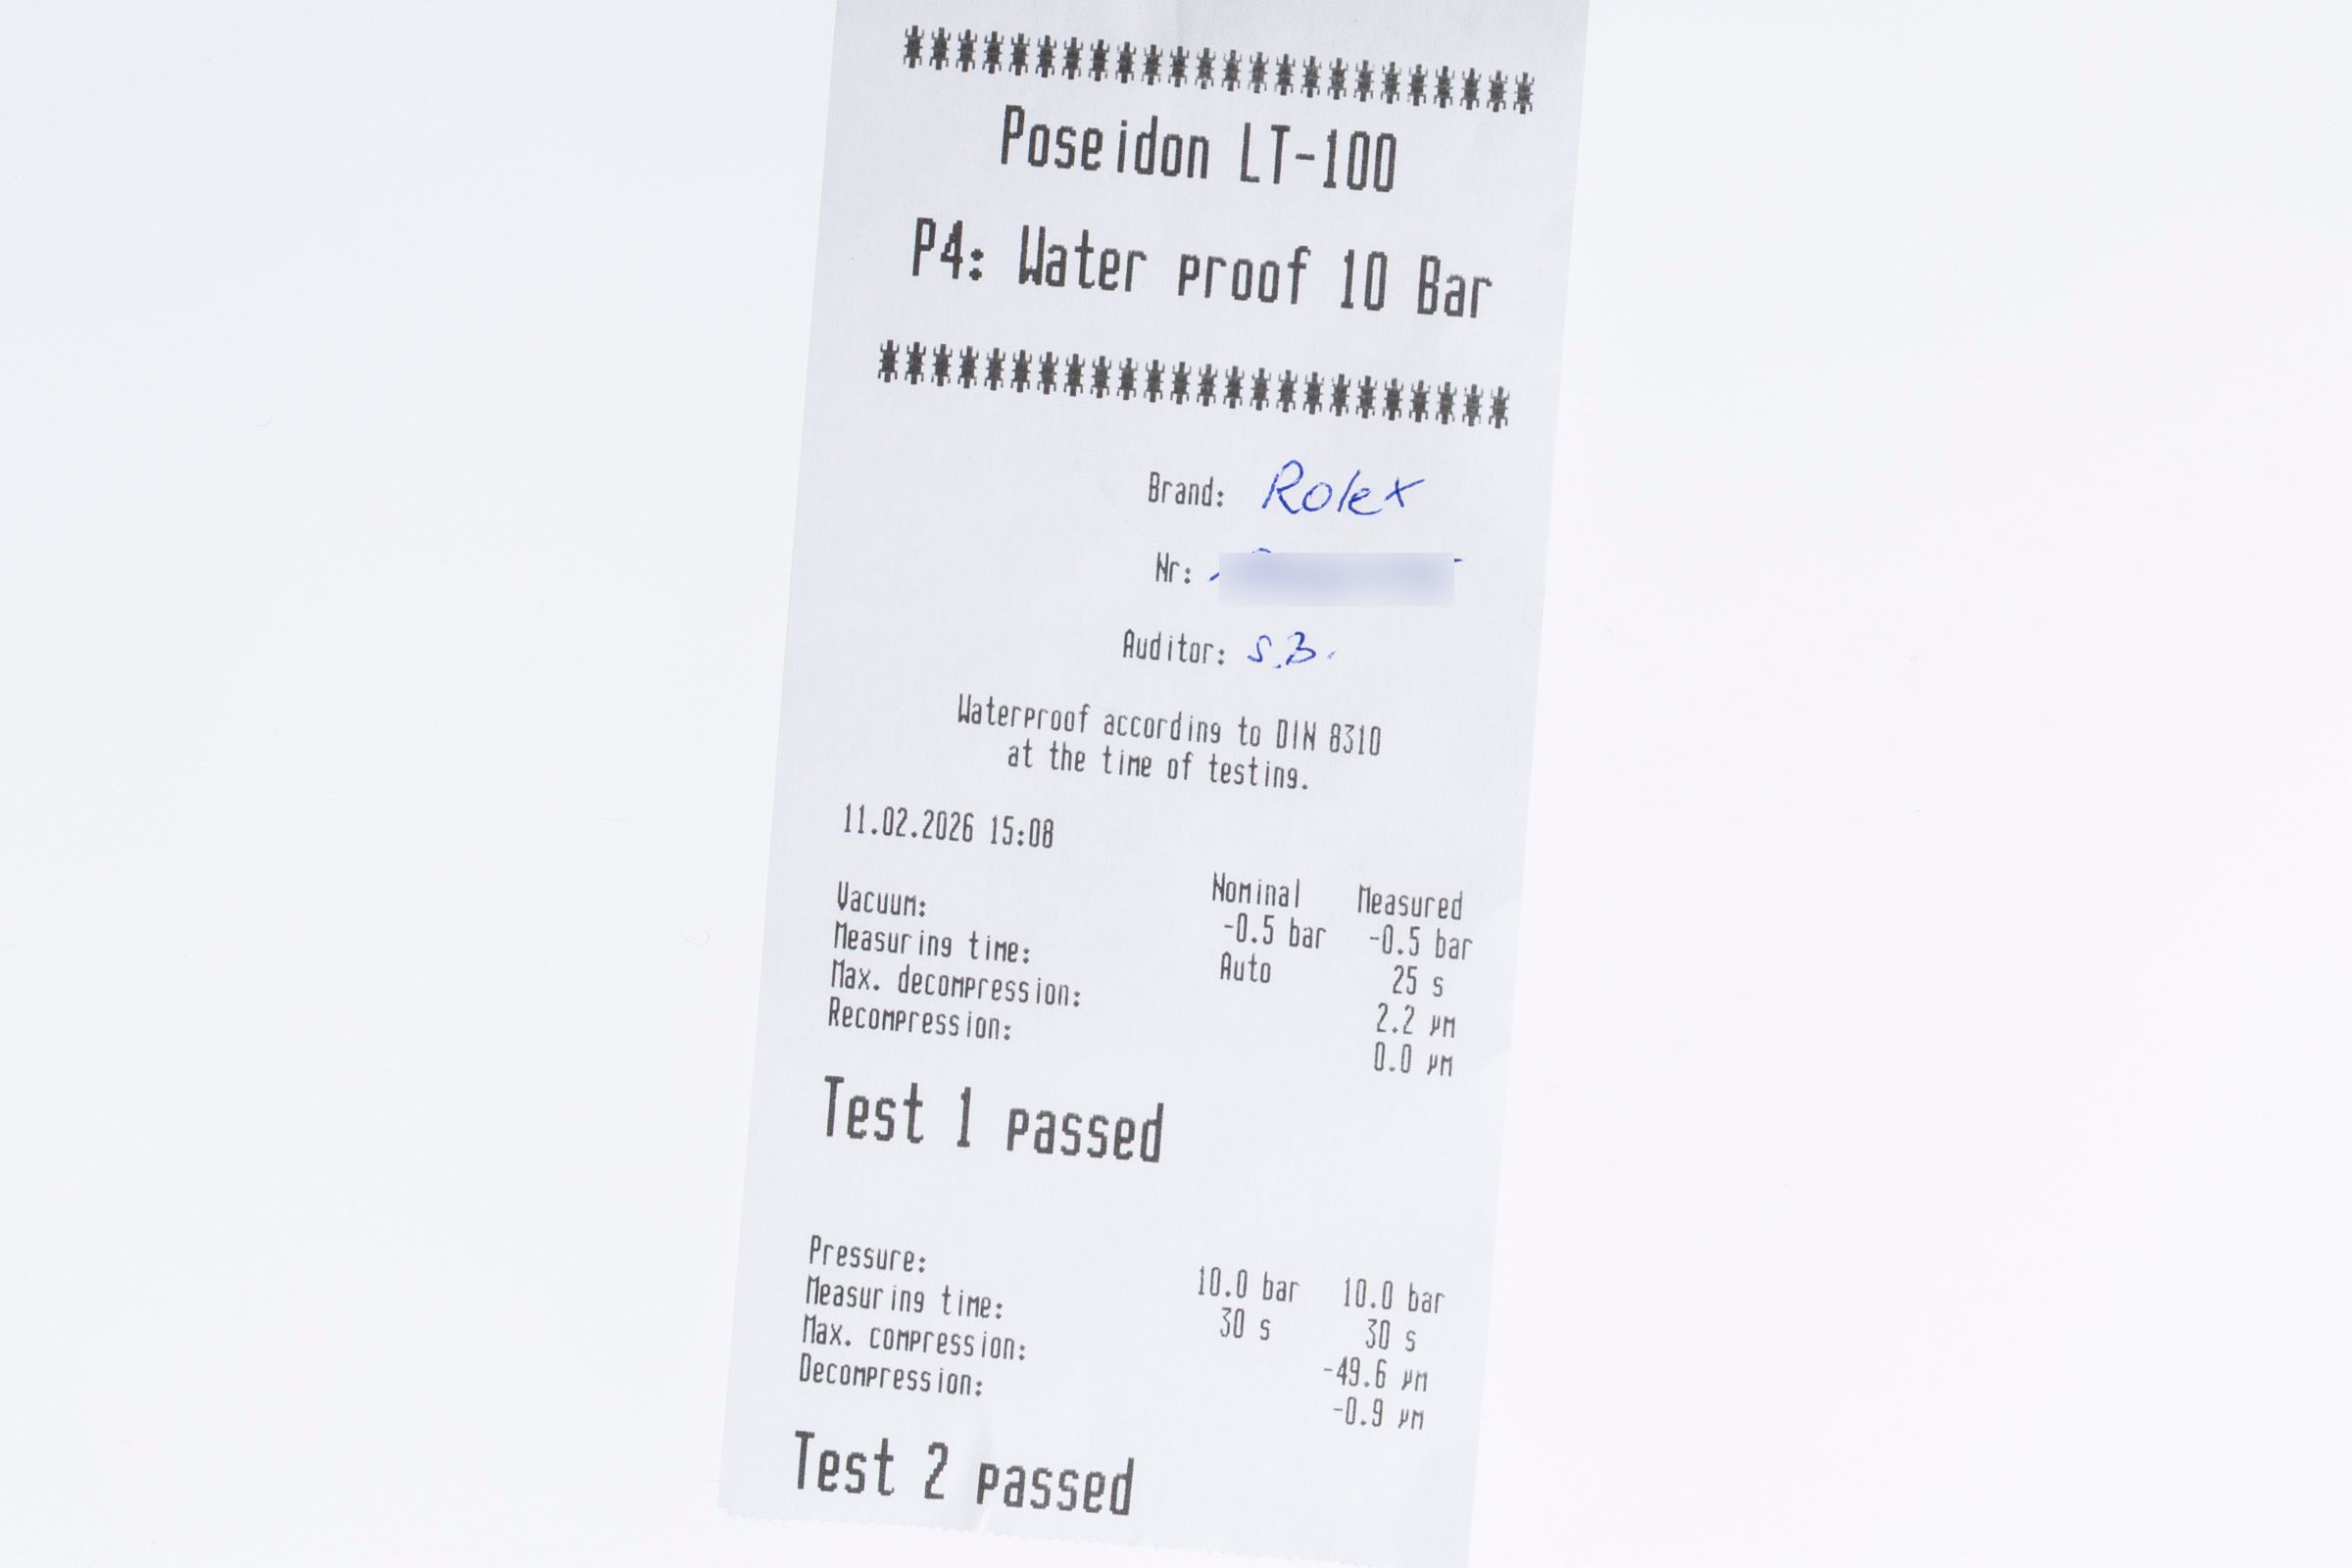 ************************
Poseidon LT-100
P4: Water proof 10 Bar
************************
Brand: Rolex
Nr:
Auditor: S.B.
Waterproof according to DIN 8310
at the time of testing.
11.02.2026 15:08
Nominal Measured
Vacuum: -0.5 bar -0.5 bar
Measuring time: Auto 25 s
Max. decompression: 2.2 µm
Recompression: 0.0 µm
Test 1 passed
Pressure: 10.0 bar 10.0 bar
Measuring time: 30 s 30 s
Max. compression: -49.6 µm
Decompression: -0.9 µm
Test 2 passed